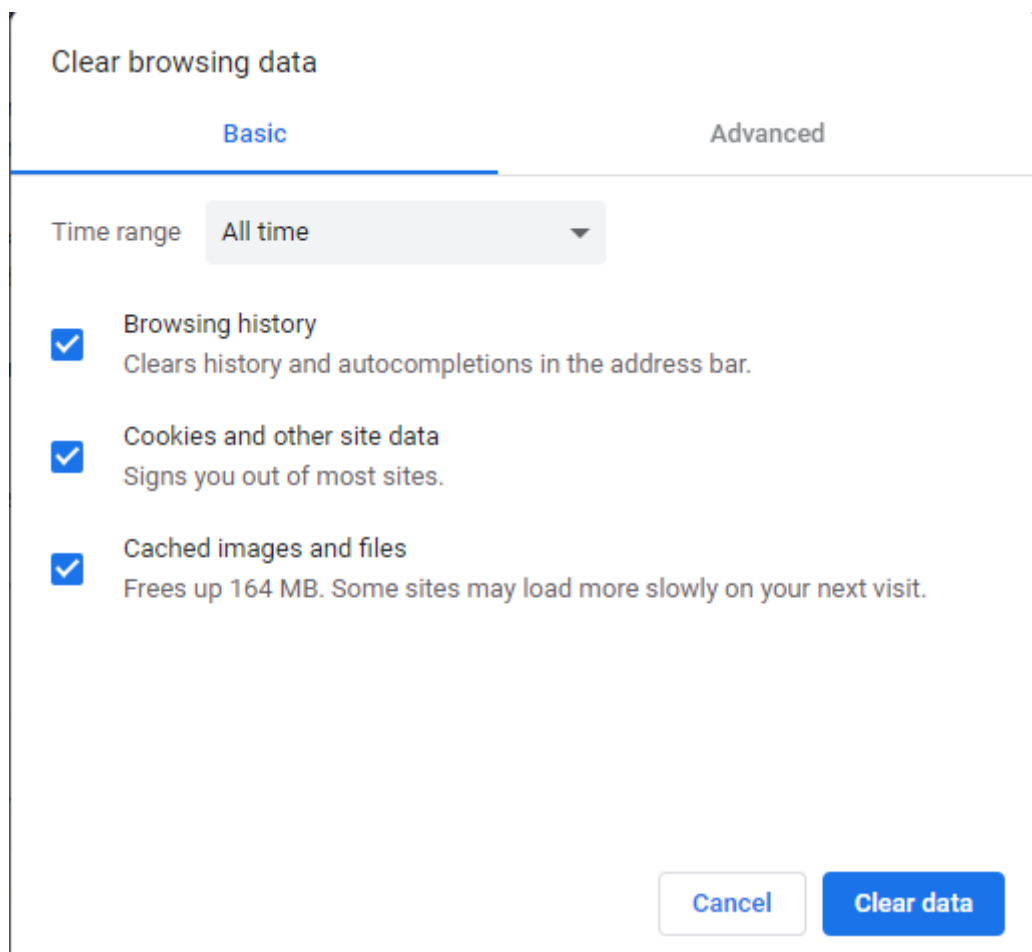 Clear browsing data
Basic
Advanced
Time range
All time
Browsing history
Clears history and autocompletions in the address bar.
Cookies and other site data
Signs you out of most sites.
Cached images and files
Frees up 164 MB. Some sites may load more slowly on your next visit.
Cancel
Clear data